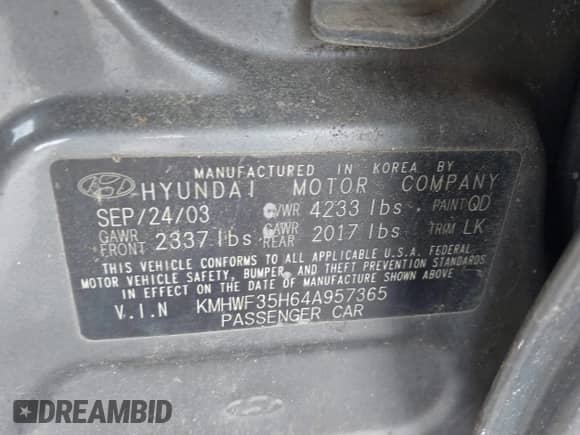 MANUFACTURED IN KOREA BY
HYUNDAI MOTOR COMPANY
SEP/24/03 GVWR 4233 lbs PAINT QD
GAWR FRONT 2337 lbs GAWR REAR 2017 lbs TRIM LK
THIS VEHICLE CONFORMS TO ALL APPLICABLE U.S.A. FEDERAL
MOTOR VEHICLE SAFETY, BUMPER, AND THEFT PREVENTION STANDARDS
IN EFFECT ON THE DATE OF MANUFACTURE SHOWN ABOVE
V.I.N KMHWF35H64A957365
PASSENGER CAR
DREAMBID